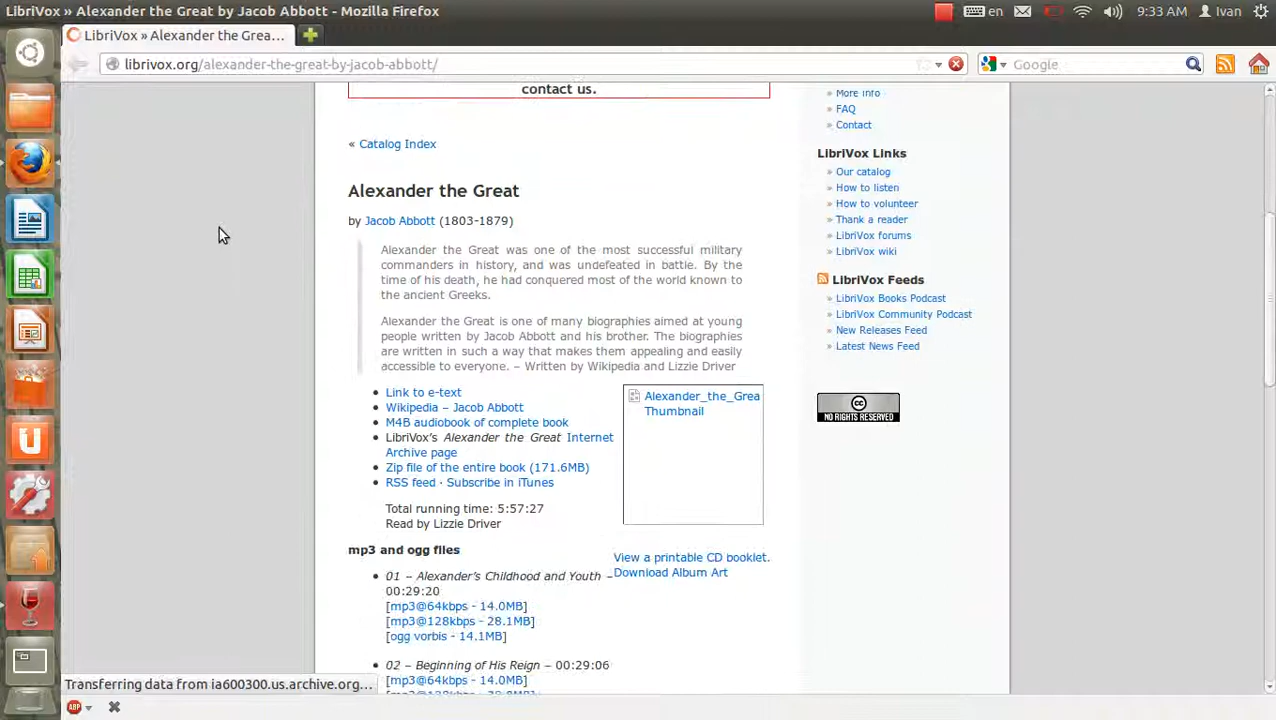 LibriVox » Alexander the Great by Jacob Abbott - Mozilla Firefox
en
9:33 AM
Ivan
LibriVox » Alexander the Grea...
librivox.org/alexander-the-great-by-jacob-abbott/
Google
contact us.
« Catalog Index
Alexander the Great
by Jacob Abbott (1803-1879)
Alexander the Great was one of the most successful military
commanders in history, and was undefeated in battle. By the
time of his death, he had conquered most of the world known to
the ancient Greeks.
Alexander the Great is one of many biographies aimed at young
people written by Jacob Abbott and his brother. The biographies
are written in such a way that makes them appealing and easily
accessible to everyone. – Written by Wikipedia and Lizzie Driver
• Link to e-text
• Wikipedia – Jacob Abbott
• M4B audiobook of complete book
• LibriVox's Alexander the Great Internet
Archive page
• Zip file of the entire book (171.6MB)
• RSS feed · Subscribe in iTunes
Total running time: 5:57:27
Read by Lizzie Driver
Alexander_the_Grea
Thumbnail
View a printable CD booklet.
Download Album Art
mp3 and ogg files
• 01 – Alexander's Childhood and Youth –
00:29:20
[mp3@64kbps - 14.0MB]
[mp3@128kbps - 28.1MB]
[ogg vorbis - 14.1MB]
• 02 – Beginning of His Reign – 00:29:06
[mp3@64kbps - 14.0MB]
» More info
» FAQ
» Contact
LibriVox Links
» Our catalog
» How to listen
» How to volunteer
» Thank a reader
» LibriVox forums
» LibriVox wiki
LibriVox Feeds
» LibriVox Books Podcast
» LibriVox Community Podcast
» New Releases Feed
» Latest News Feed
NO RIGHTS RESERVED
Transferring data from ia600300.us.archive.org...
ABP